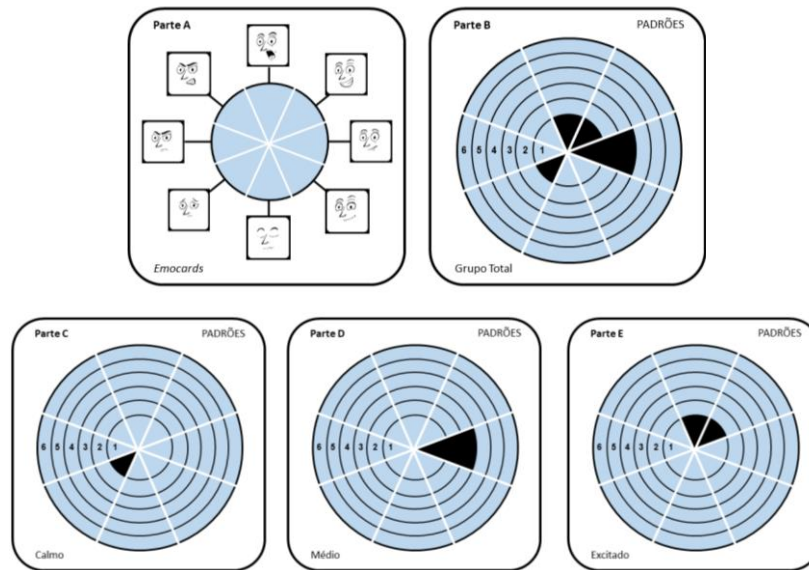 Parte A
Emocards
Parte B PADRÕES
6 5 4 3 2 1
Grupo Total
Parte C PADRÕES
6 5 4 3 2 1
Calmo
Parte D PADRÕES
6 5 4 3 2 1
Médio
Parte E PADRÕES
6 5 4 3 2 1
Excitado